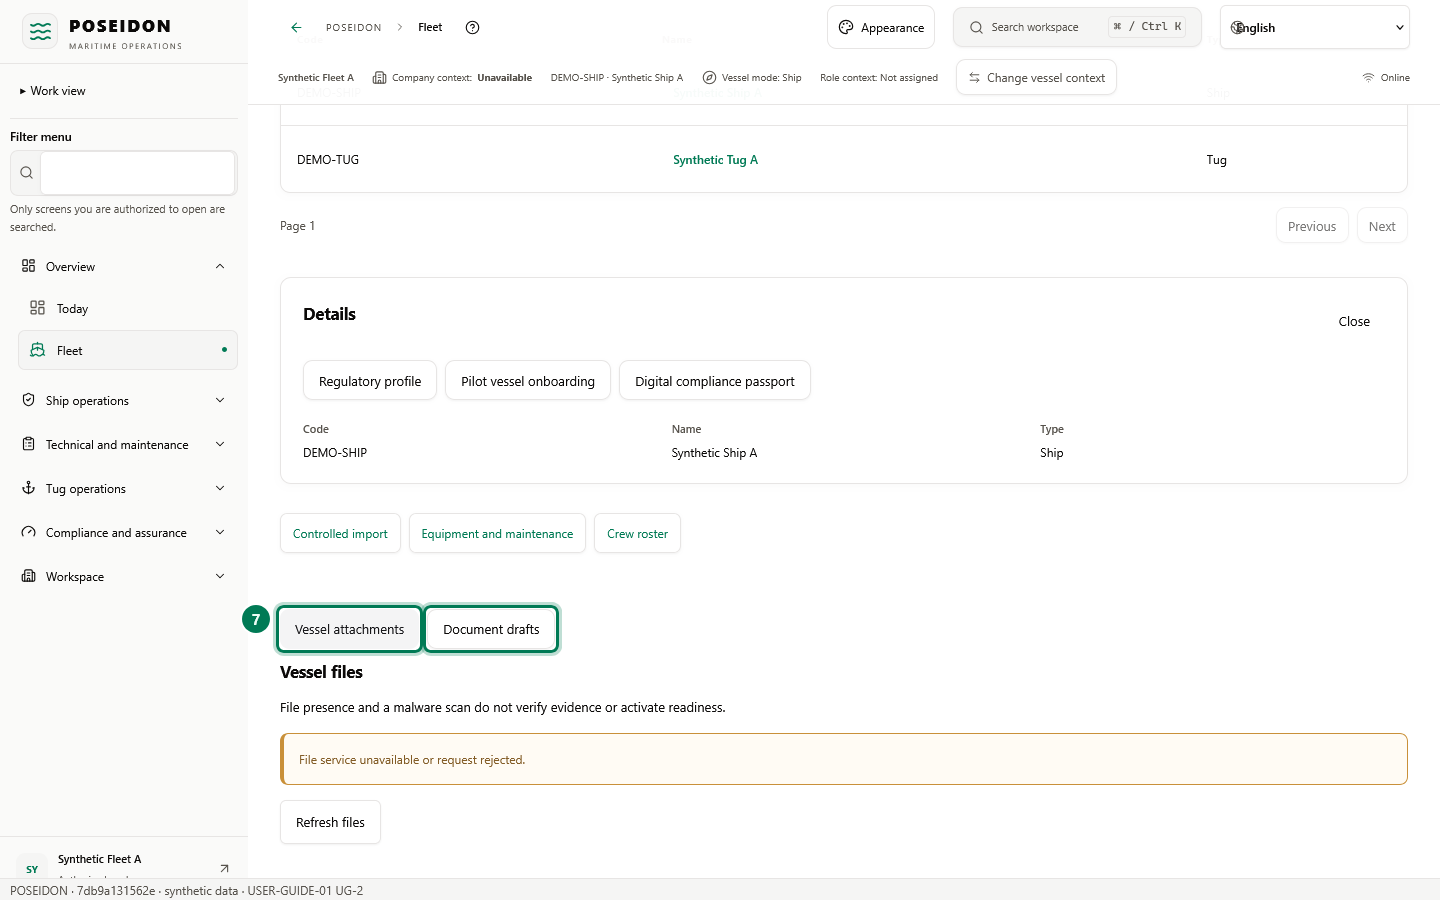 POSEIDON
MARITIME OPERATIONS
POSEIDON
Fleet
Appearance
Search workspace
⌘ / Ctrl K
English
Synthetic Fleet A
Company context: Unavailable
DEMO-SHIP · Synthetic Ship A
Vessel mode: Ship
Role context: Not assigned
Change vessel context
Online
Work view
Filter menu
Only screens you are authorized to open are
searched.
Overview
Today
Fleet
Ship operations
Technical and maintenance
Tug operations
Compliance and assurance
Workspace
Synthetic Fleet A
SY
DEMO-SHIP
Synthetic Ship A
Ship
DEMO-TUG
Synthetic Tug A
Tug
Page 1
Previous
Next
Details
Close
Regulatory profile
Pilot vessel onboarding
Digital compliance passport
Code
Name
Type
DEMO-SHIP
Synthetic Ship A
Ship
Controlled import
Equipment and maintenance
Crew roster
7
Vessel attachments
Document drafts
Vessel files
File presence and a malware scan do not verify evidence or activate readiness.
File service unavailable or request rejected.
Refresh files
POSEIDON · 7db9a131562e · synthetic data · USER-GUIDE-01 UG-2